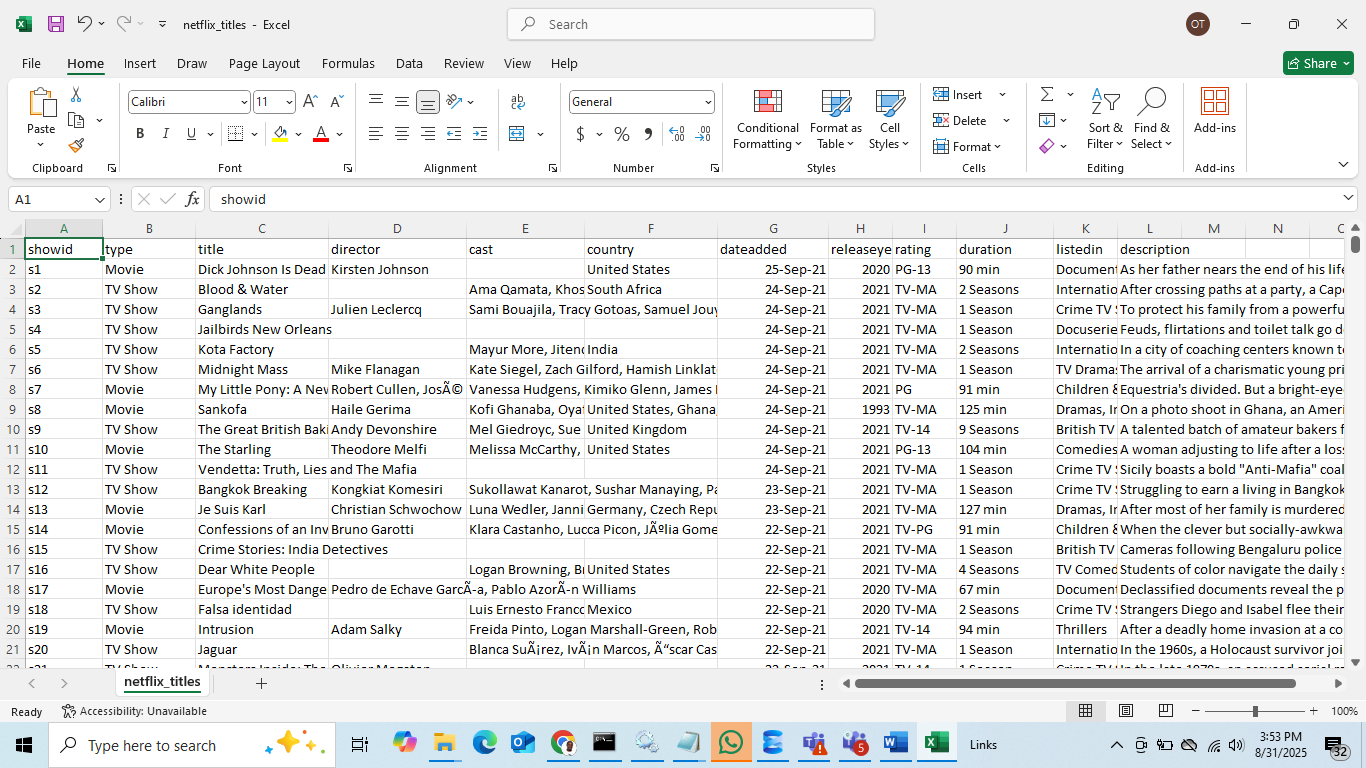 netflix_titles - Excel
Search
OT
File Home Insert Draw Page Layout Formulas Data Review View Help
Share
Paste
Clipboard
Calibri 11
B I U
Font
ab
Alignment
General
$ %
Number
Conditional Formatting
Format as Table
Cell Styles
Styles
Insert
Delete
Format
Cells
Sort & Filter
Find & Select
Editing
Add-ins
Add-ins
A1 fx showid
A B C D E F G H I J K L M N
1 showid type title director cast country dateadded releaseye rating duration listedin description
2 s1 Movie Dick Johnson Is Dead Kirsten Johnson United States 25-Sep-21 2020 PG-13 90 min Document As her father nears the end of his life
3 s2 TV Show Blood & Water Ama Qamata, Khos South Africa 24-Sep-21 2021 TV-MA 2 Seasons Internatio After crossing paths at a party, a Cape
4 s3 TV Show Ganglands Julien Leclercq Sami Bouajila, Tracy Gotoas, Samuel Jouy 24-Sep-21 2021 TV-MA 1 Season Crime TV To protect his family from a powerfu
5 s4 TV Show Jailbirds New Orleans 24-Sep-21 2021 TV-MA 1 Season Docuserie Feuds, flirtations and toilet talk go d
6 s5 TV Show Kota Factory Mayur More, Jiten India 24-Sep-21 2021 TV-MA 2 Seasons Internatio In a city of coaching centers known t
7 s6 TV Show Midnight Mass Mike Flanagan Kate Siegel, Zach Gilford, Hamish Linklat 24-Sep-21 2021 TV-MA 1 Season TV Drama The arrival of a charismatic young pri
8 s7 Movie My Little Pony: A New Robert Cullen, JosÃ© Vanessa Hudgens, Kimiko Glenn, James 24-Sep-21 2021 PG 91 min Children & Equestria's divided. But a bright-eye
9 s8 Movie Sankofa Haile Gerima Kofi Ghanaba, Oya United States, Ghana, 24-Sep-21 1993 TV-MA 125 min Dramas, In On a photo shoot in Ghana, an Ameri
10 s9 TV Show The Great British Baki Andy Devonshire Mel Giedroyc, Sue United Kingdom 24-Sep-21 2021 TV-14 9 Seasons British TV A talented batch of amateur bakers f
11 s10 Movie The Starling Theodore Melfi Melissa McCarthy, United States 24-Sep-21 2021 PG-13 104 min Comedies A woman adjusting to life after a loss
12 s11 TV Show Vendetta: Truth, Lies and The Mafia 24-Sep-21 2021 TV-MA 1 Season Crime TV Sicily boasts a bold "Anti-Mafia" coal
13 s12 TV Show Bangkok Breaking Kongkiat Komesiri Sukollawat Kanarot, Sushar Manaying, Pa 23-Sep-21 2021 TV-MA 1 Season Crime TV Struggling to earn a living in Bangkok
14 s13 Movie Je Suis Karl Christian Schwochow Luna Wedler, Janni Germany, Czech Repu 23-Sep-21 2021 TV-MA 127 min Dramas, In After most of her family is murdered
15 s14 Movie Confessions of an Inv Bruno Garotti Klara Castanho, Lucca Picon, JÃºlia Gome 22-Sep-21 2021 TV-PG 91 min Children & When the clever but socially-awkwa
16 s15 TV Show Crime Stories: India Detectives 22-Sep-21 2021 TV-MA 1 Season British TV Cameras following Bengaluru police
17 s16 TV Show Dear White People Logan Browning, B United States 22-Sep-21 2021 TV-MA 4 Seasons TV Comed Students of color navigate the daily s
18 s17 Movie Europe's Most Dange Pedro de Echave GarcÃ-a, Pablo AzorÃ-n Williams 22-Sep-21 2020 TV-MA 67 min Document Declassified documents reveal the p
19 s18 TV Show Falsa identidad Luis Ernesto Franco Mexico 22-Sep-21 2020 TV-MA 2 Seasons Crime TV Strangers Diego and Isabel flee their
20 s19 Movie Intrusion Adam Salky Freida Pinto, Logan Marshall-Green, Rob 22-Sep-21 2021 TV-14 94 min Thrillers After a deadly home invasion at a co
21 s20 TV Show Jaguar Blanca SuÃ¡rez, IvÃ¡n Marcos, Ã“scar Cas 22-Sep-21 2021 TV-MA 1 Season Internatio In the 1960s, a Holocaust survivor joi
netflix_titles
Ready Accessibility: Unavailable 100%
Type here to search
5
Links
3:53 PM
8/31/2025
32